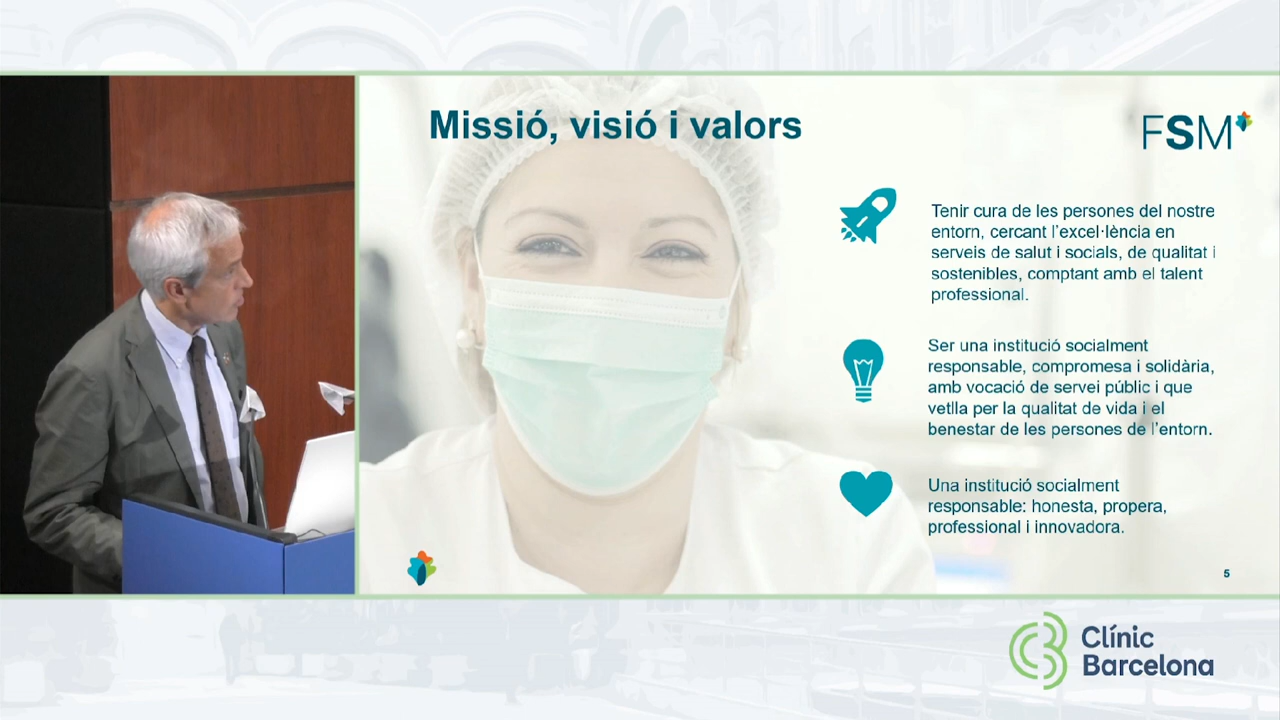 Missió, visió i valors
FSM
Tenir cura de les persones del nostre
entorn, cercant l'excel·lència en
serveis de salut i socials, de qualitat i
sostenibles, comptant amb el talent
professional.
Ser una institució socialment
responsable, compromesa i solidària,
amb vocació de servei públic i que
vetlla per la qualitat de vida i el
benestar de les persones de l'entorn.
Una institució socialment
responsable: honesta, propera,
professional i innovadora.
5
Clínic
Barcelona